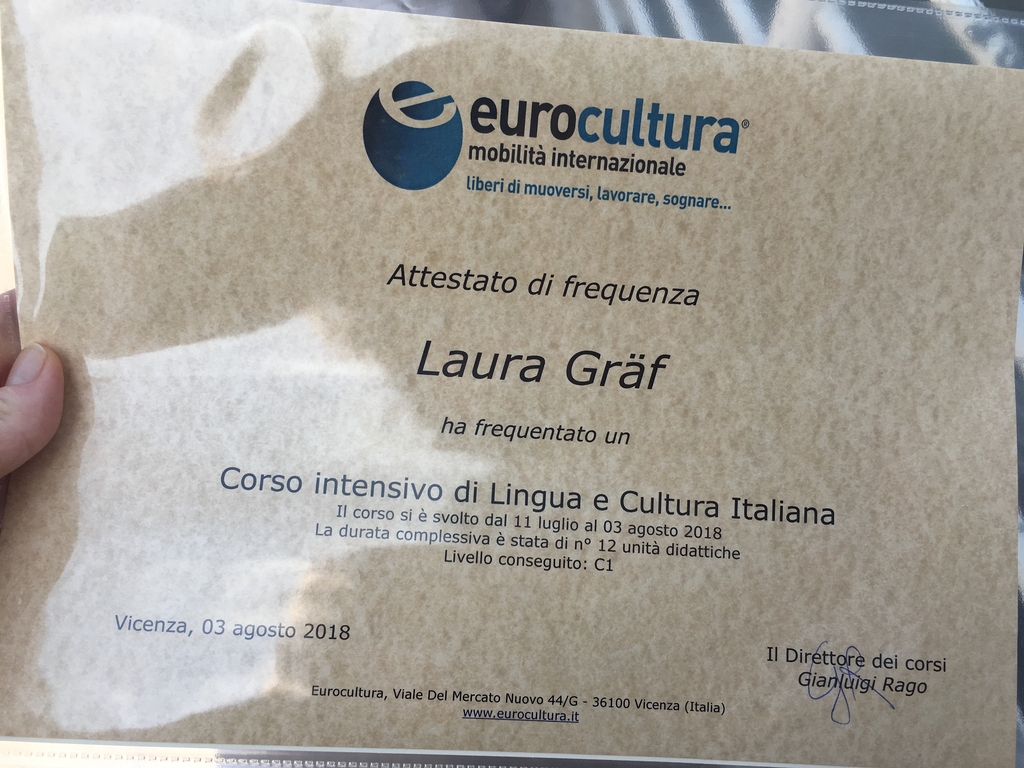 eurocultura®
mobilità internazionale
liberi di muoversi, lavorare, sognare...
Attestato di frequenza
Laura Gräf
ha frequentato un
Corso intensivo di Lingua e Cultura Italiana
Il corso si è svolto dal 11 luglio al 03 agosto 2018
La durata complessiva è stata di n° 12 unità didattiche
Livello conseguito: C1
Vicenza, 03 agosto 2018
Il Direttore dei corsi
Gianluigi Rago
Eurocultura, Viale Del Mercato Nuovo 44/G - 36100 Vicenza (Italia)
www.eurocultura.it